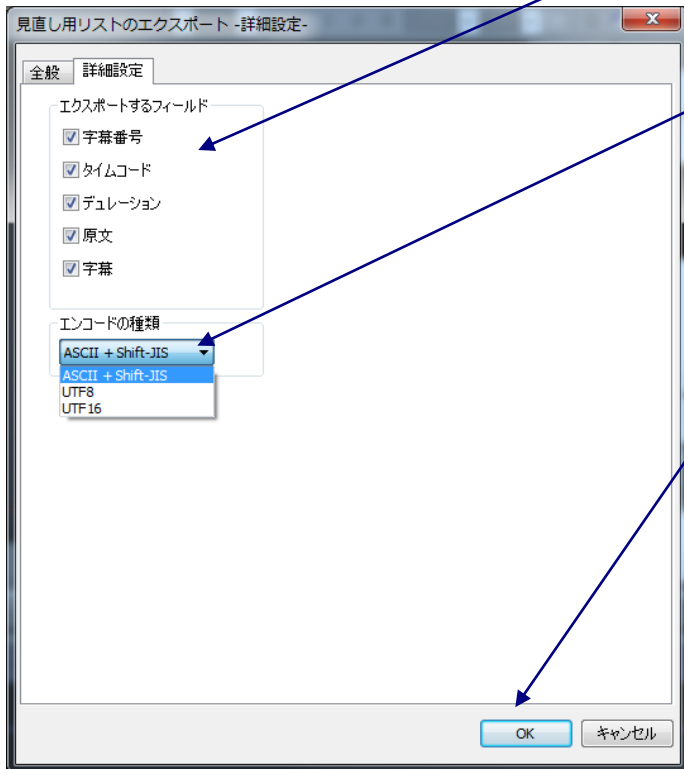 見直し用リストのエクスポート -詳細設定-
全般 詳細設定
エクスポートするフィールド
字幕番号
タイムコード
デュレーション
原文
字幕
エンコードの種類
ASCII + Shift-JIS
ASCII + Shift-JIS
UTF8
UTF16
OK キャンセル